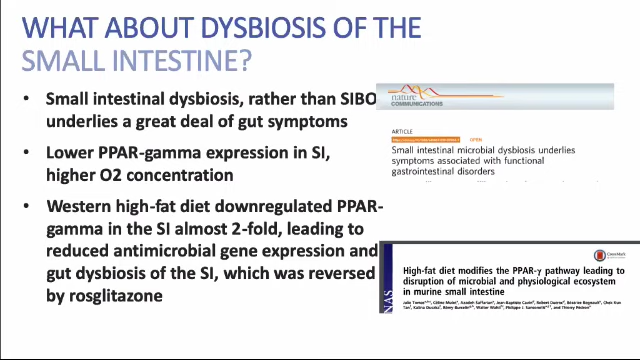 WHAT ABOUT DYSBIOSIS OF THE
SMALL INTESTINE?
• Small intestinal dysbiosis, rather than SIBO
underlies a great deal of gut symptoms
• Lower PPAR-gamma expression in SI,
higher O2 concentration
• Western high-fat diet downregulated PPAR-
gamma in the SI almost 2-fold, leading to
reduced antimicrobial gene expression and
gut dysbiosis of the SI, which was reversed
by rosglitazone
nature
COMMUNICATIONS
ARTICLE
OPEN
Small intestinal microbial dysbiosis underlies
symptoms associated with functional
gastrointestinal disorders
CrossMark
NAS
High-fat diet modifies the PPAR-γ pathway leading to
disruption of microbial and physiological ecosystem
in murine small intestine